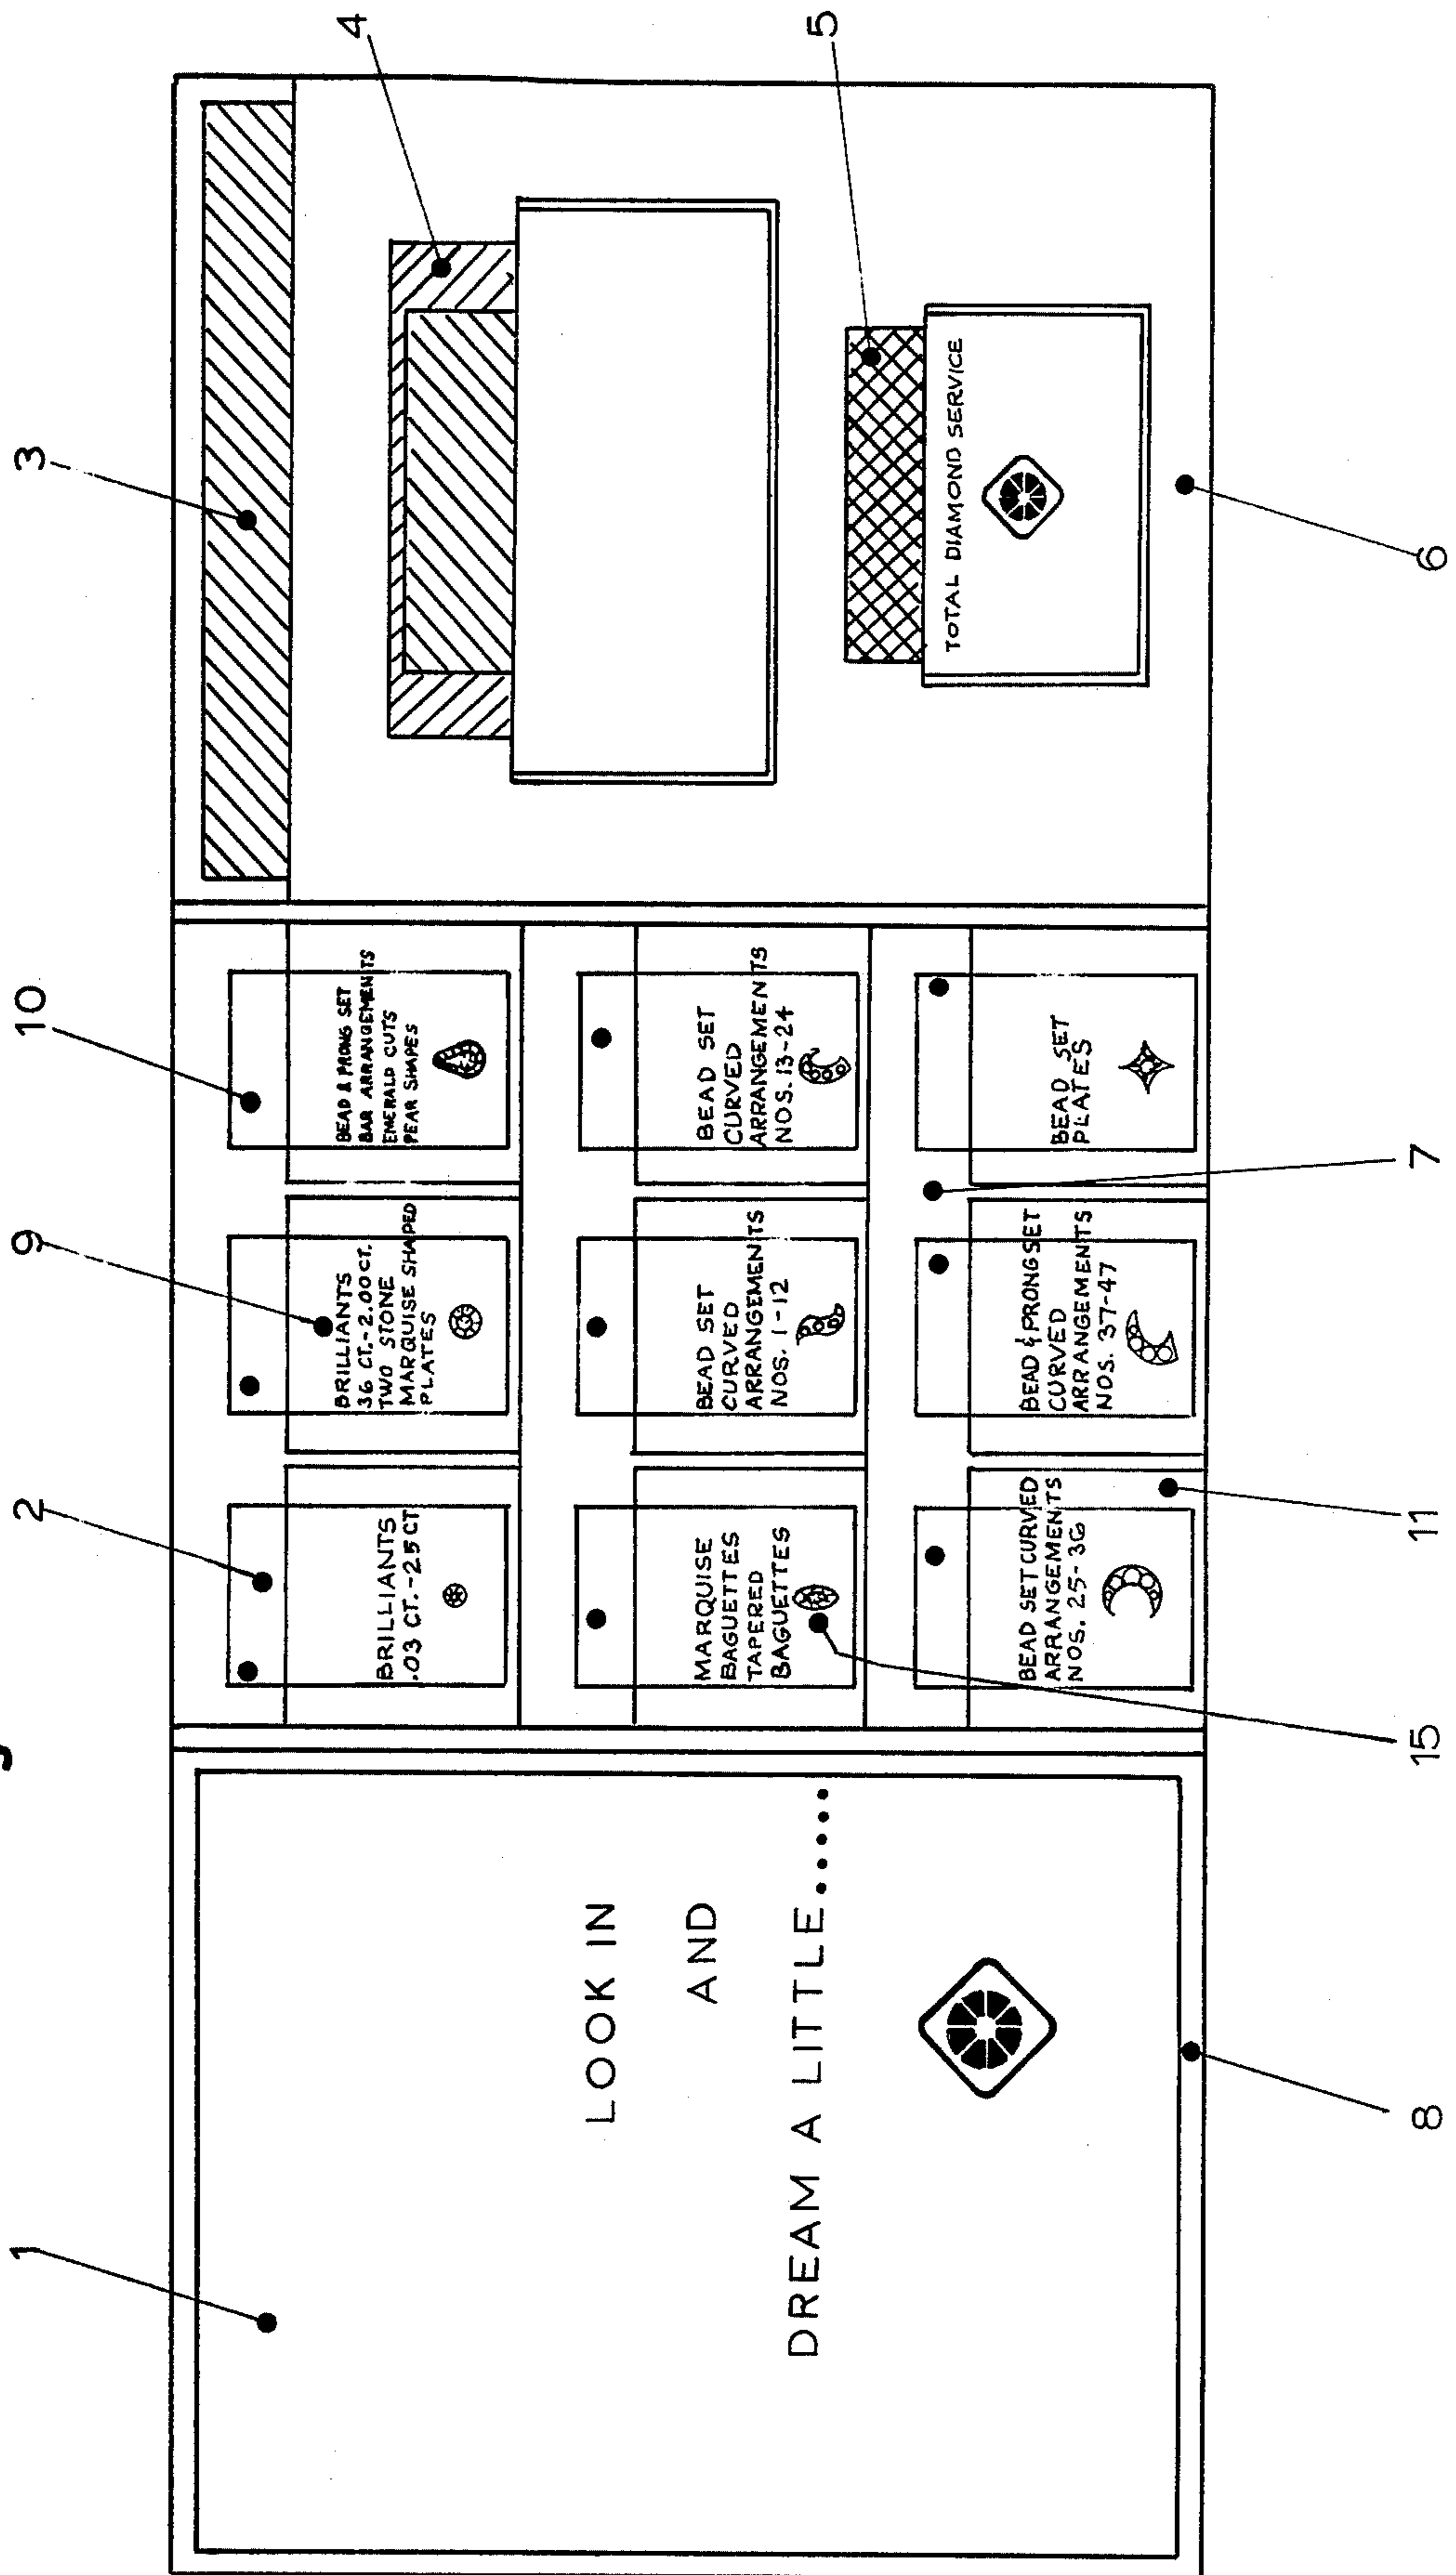 1
2
9
10
3
4
5
LOOK IN
AND
DREAM A LITTLE.....
BRILLIANTS
.03 CT.-25 CT
BRILLIANTS
36 CT.-2.00 CT.
TWO STONE
MARQUISE SHAPED
PLATES
BEAD & PRONG SET
BAR ARRANGEMENTS
EMERALD CUTS
PEAR SHAPES
MARQUISE
BAGUETTES
TAPERED
BAGUETTES
BEAD SET
CURVED
ARRANGEMENTS
NOS. 1-12
BEAD SET
CURVED
ARRANGEMENTS
NOS. 13-24
BEAD SET CURVED
ARRANGEMENTS
NOS. 25-36
BEAD & PRONG SET
CURVED
ARRANGEMENTS
NOS. 37-47
BEAD SET
PLATES
TOTAL DIAMOND SERVICE
8
15
11
7
6